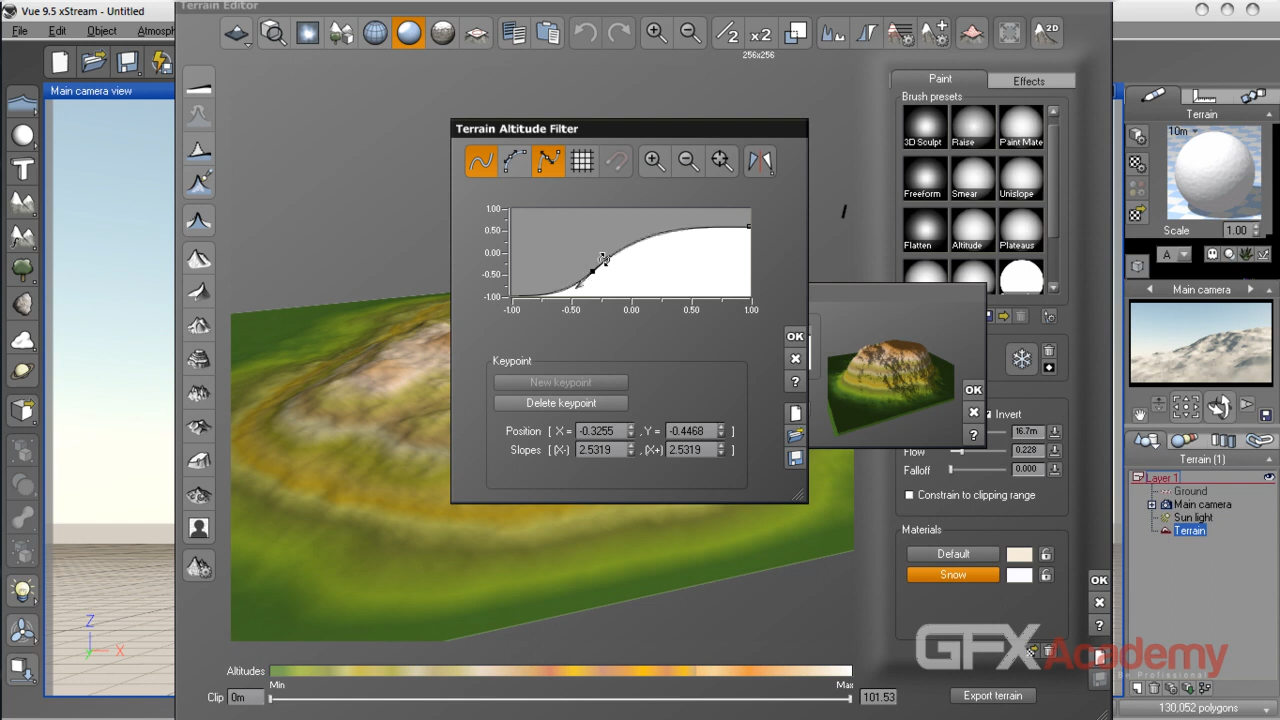 Vue 9.5 xStream - Untitled
File Edit Object Atmosph
Main camera view
Terrain Editor
256x256
Paint
Effects
Brush presets
3D Sculpt Raise Paint Mate
Freeform Smear Unislope
Flatten Altitude Plateaus
Terrain Altitude Filter
1.00
0.50
0.00
-0.50
-1.00
-1.00 -0.50 0.00 0.50 1.00
OK
?
Keypoint
New keypoint
Delete keypoint
Position [ X = -0.3255 , Y = -0.4468 ]
Slopes [ (X-) 2.5319 , (X+) 2.5319 ]
OK
?
Invert
16.7m
Flow 0.228
Falloff 0.000
Constrain to clipping range
Materials
Default
Snow
OK
?
Altitudes
Min Max
Clip 0m 101.53
Export terrain
Terrain
10m
Scale 1.00
A
Main camera
Terrain (1)
Layer 1
Ground
Main camera
Sun light
Terrain
130,052 polygons
Z
X
Y
GFXAcademy
Be Professional